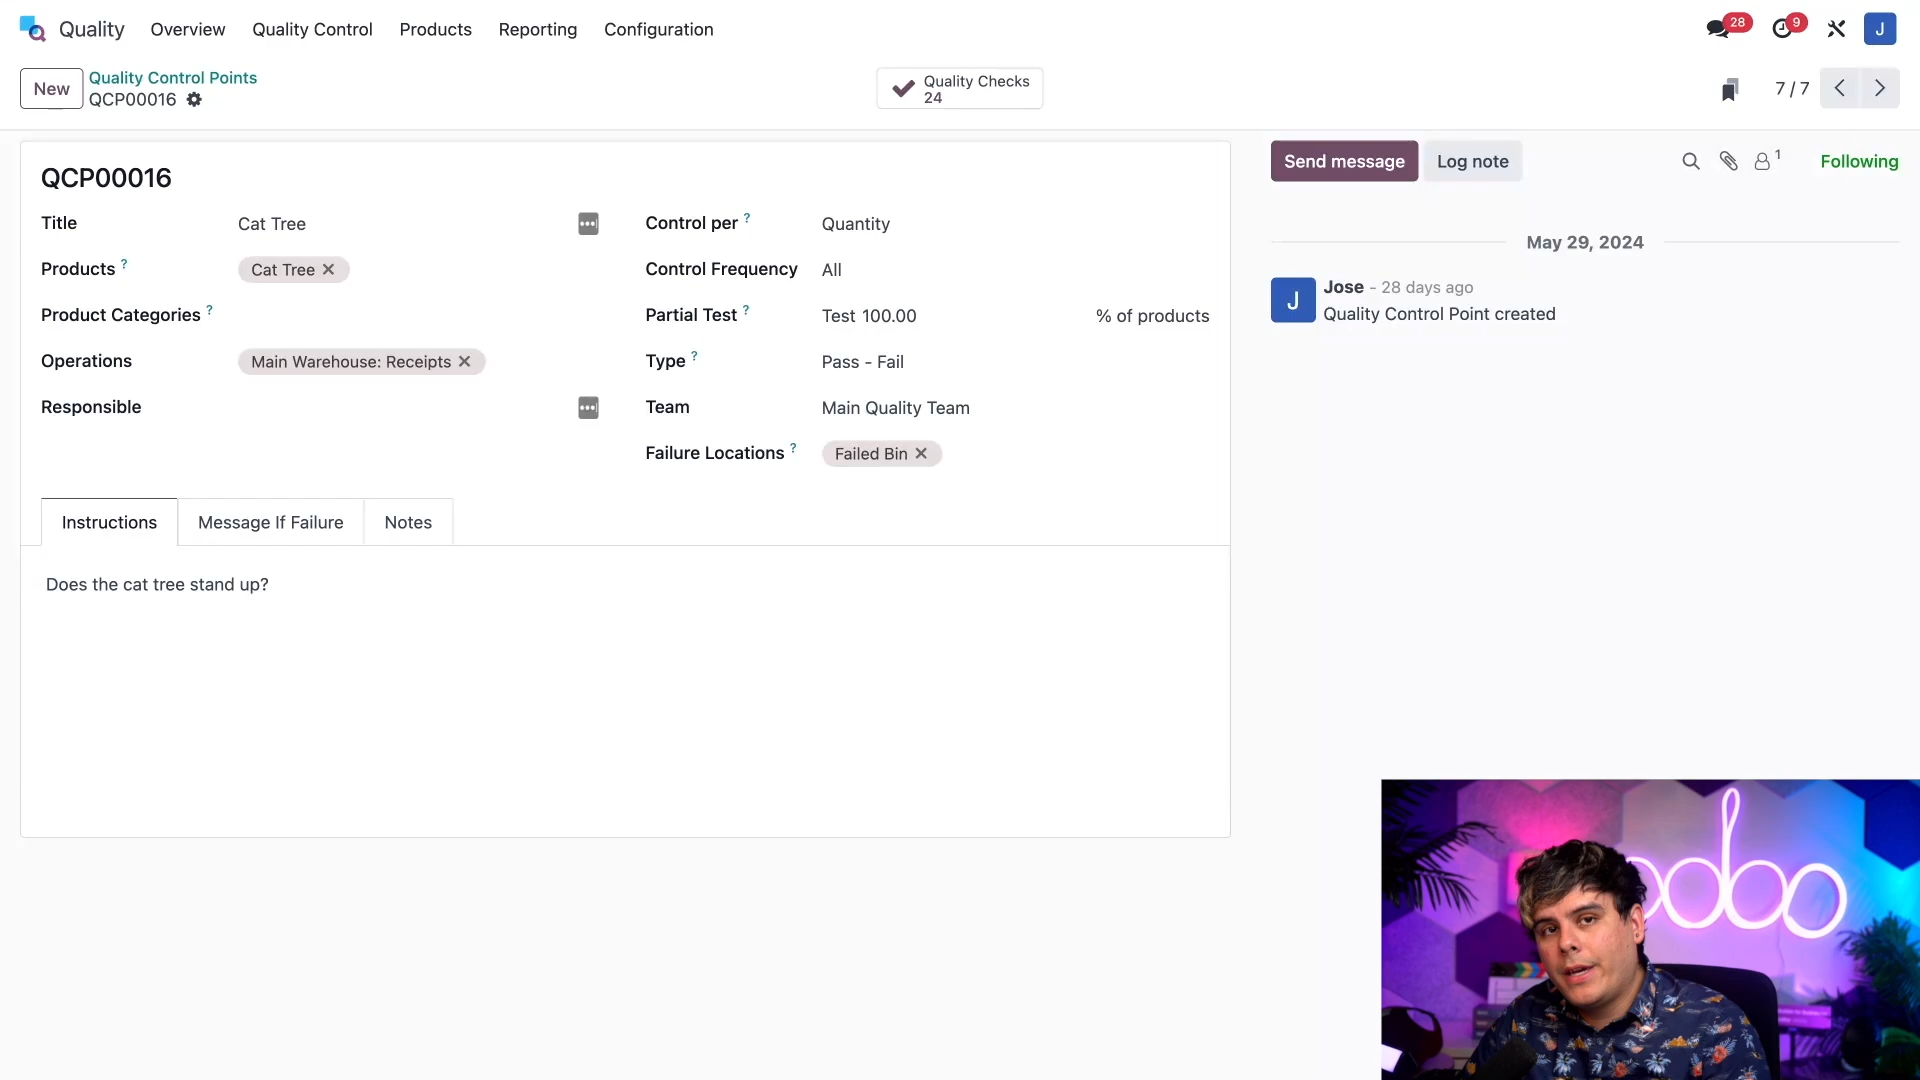 Quality Overview Quality Control Products Reporting Configuration 28 9 J
New Quality Control Points
QCP00016
Quality Checks
24
7 / 7
QCP00016
Title Cat Tree
Products ? Cat Tree
Product Categories ?
Operations Main Warehouse: Receipts
Responsible
Control per ? Quantity
Control Frequency All
Partial Test ? Test 100.00 % of products
Type ? Pass - Fail
Team Main Quality Team
Failure Locations ? Failed Bin
Instructions Message If Failure Notes
Does the cat tree stand up?
Send message Log note 1 Following
May 29, 2024
J
Jose - 28 days ago
Quality Control Point created
odoo